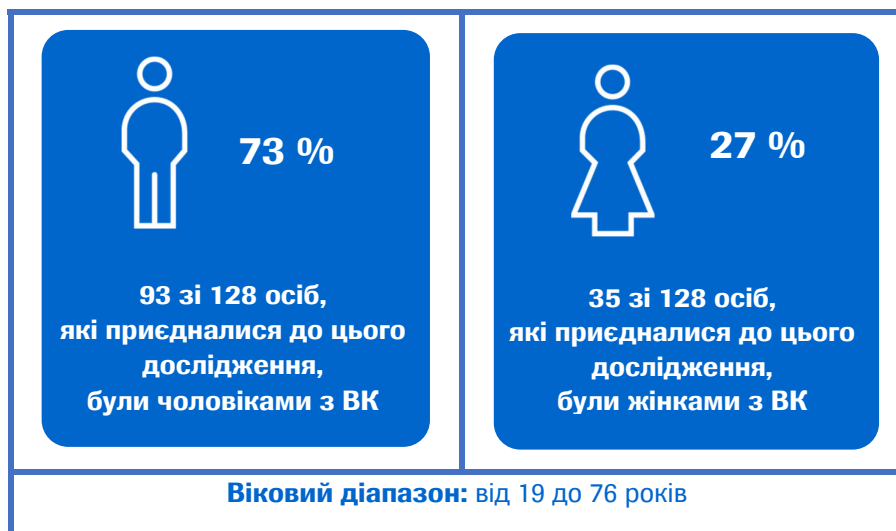 73 %
93 зі 128 осіб,
які приєдналися до цього
дослідження,
були чоловіками з ВК
27 %
35 зі 128 осіб,
які приєдналися до цього
дослідження,
були жінками з ВК
Віковий діапазон: від 19 до 76 років